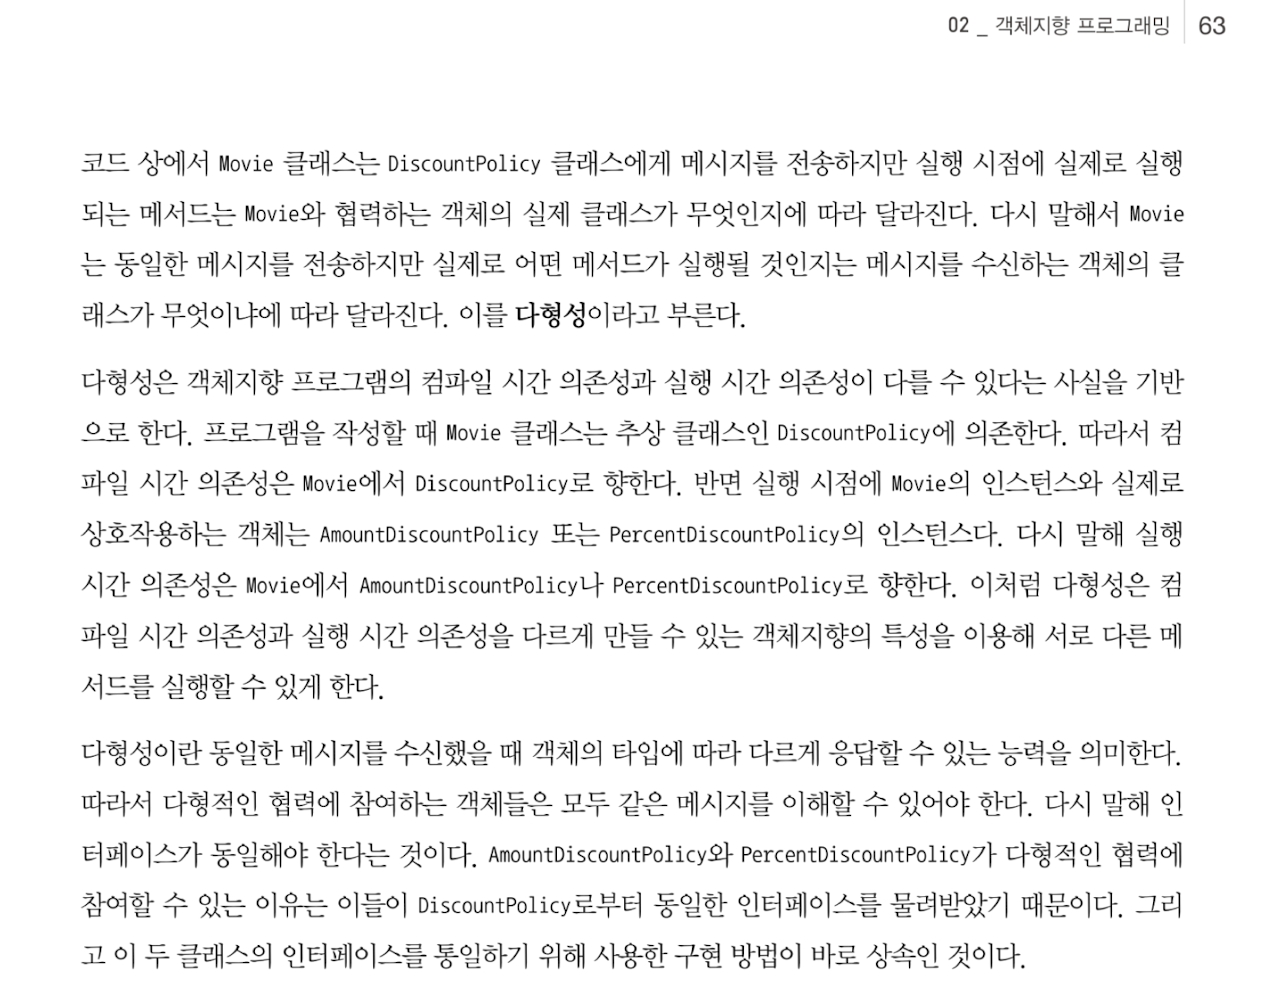 02 _ 객체지향 프로그래밍 63
코드 상에서 Movie 클래스는 DiscountPolicy 클래스에게 메시지를 전송하지만 실행 시점에 실제로 실행
되는 메서드는 Movie와 협력하는 객체의 실제 클래스가 무엇인지에 따라 달라진다. 다시 말해서 Movie
는 동일한 메시지를 전송하지만 실제로 어떤 메서드가 실행될 것인지는 메시지를 수신하는 객체의 클
래스가 무엇이냐에 따라 달라진다. 이를 다형성이라고 부른다.
다형성은 객체지향 프로그램의 컴파일 시간 의존성과 실행 시간 의존성이 다를 수 있다는 사실을 기반
으로 한다. 프로그램을 작성할 때 Movie 클래스는 추상 클래스인 DiscountPolicy에 의존한다. 따라서 컴
파일 시간 의존성은 Movie에서 DiscountPolicy로 향한다. 반면 실행 시점에 Movie의 인스턴스와 실제로
상호작용하는 객체는 AmountDiscountPolicy 또는 PercentDiscountPolicy의 인스턴스다. 다시 말해 실행
시간 의존성은 Movie에서 AmountDiscountPolicy나 PercentDiscountPolicy로 향한다. 이처럼 다형성은 컴
파일 시간 의존성과 실행 시간 의존성을 다르게 만들 수 있는 객체지향의 특성을 이용해 서로 다른 메
서드를 실행할 수 있게 한다.
다형성이란 동일한 메시지를 수신했을 때 객체의 타입에 따라 다르게 응답할 수 있는 능력을 의미한다.
따라서 다형적인 협력에 참여하는 객체들은 모두 같은 메시지를 이해할 수 있어야 한다. 다시 말해 인
터페이스가 동일해야 한다는 것이다. AmountDiscountPolicy와 PercentDiscountPolicy가 다형적인 협력에
참여할 수 있는 이유는 이들이 DiscountPolicy로부터 동일한 인터페이스를 물려받았기 때문이다. 그리
고 이 두 클래스의 인터페이스를 통일하기 위해 사용한 구현 방법이 바로 상속인 것이다.